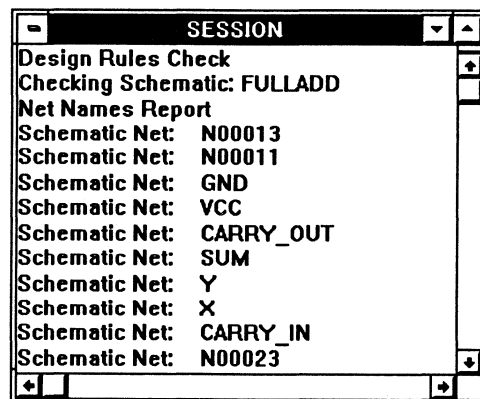 SESSION
Design Rules Check
Checking Schematic: FULLADD
Net Names Report
Schematic Net: N00013
Schematic Net: N00011
Schematic Net: GND
Schematic Net: VCC
Schematic Net: CARRY_OUT
Schematic Net: SUM
Schematic Net: Y
Schematic Net: X
Schematic Net: CARRY_IN
Schematic Net: N00023